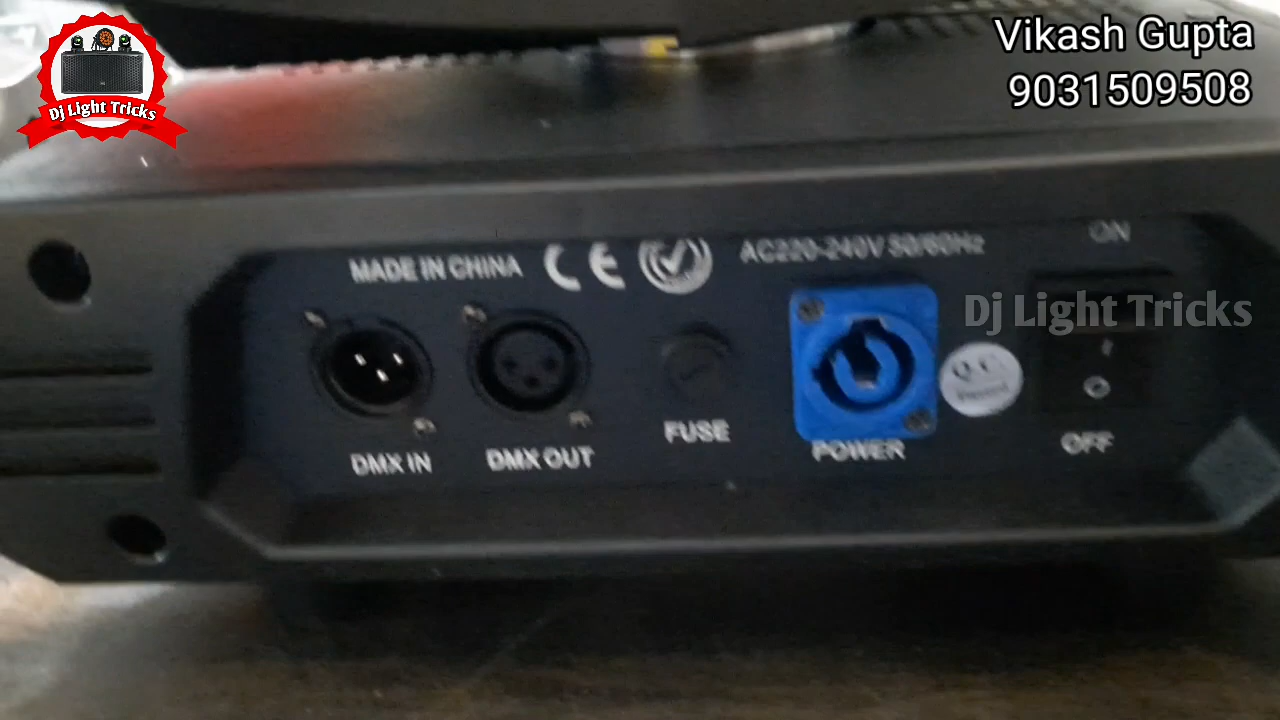 Vikash Gupta
9031509508
Dj Light Tricks
MADE IN CHINA CE AC220-240V 50/60Hz
ON
Dj Light Tricks
Q.C.
DMX IN DMX OUT FUSE POWER OFF